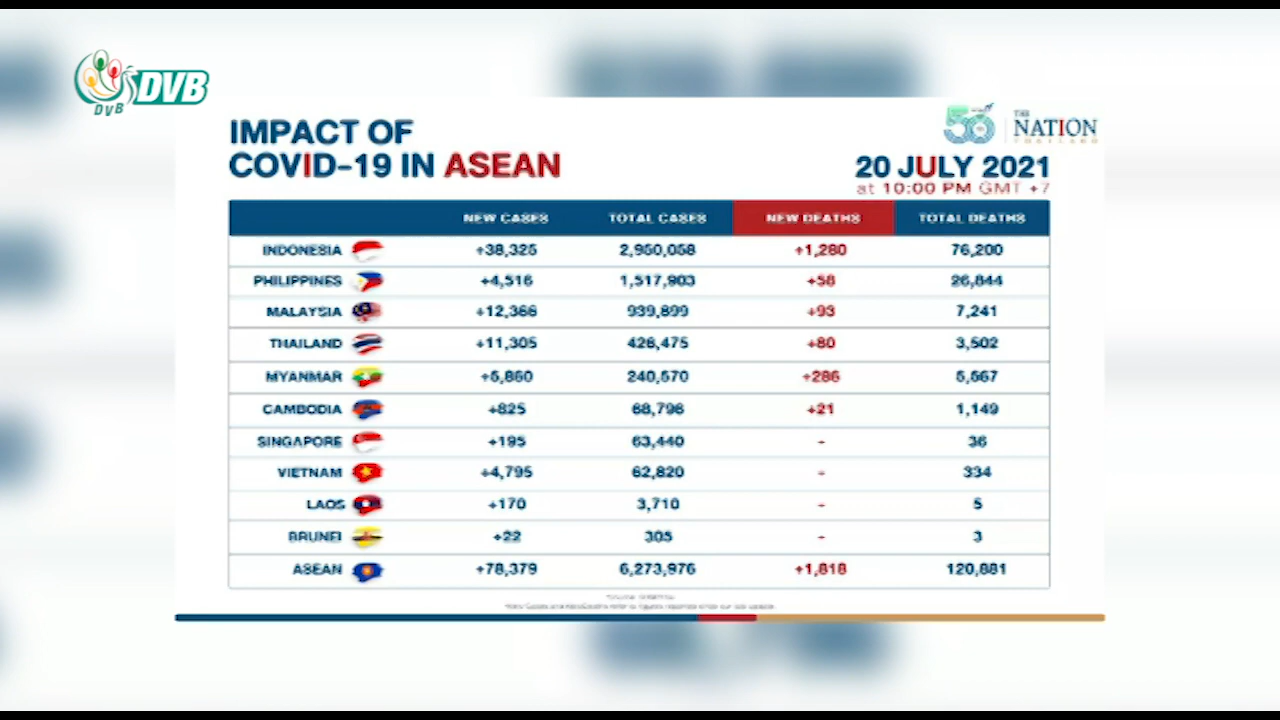 DVB
DVB
IMPACT OF
COVID-19 IN ASEAN
50
THE
NATION
THAILAND
20 JULY 2021
at 10:00 PM GMT +7
NEW CASES TOTAL CASES NEW DEATHS TOTAL DEATHS
INDONESIA +38,325 2,950,058 +1,280 76,200
PHILIPPINES +4,516 1,517,903 +58 26,844
MALAYSIA +12,366 939,899 +93 7,241
THAILAND +11,305 426,475 +80 3,502
MYANMAR +5,860 240,570 +286 5,567
CAMBODIA +825 68,796 +21 1,149
SINGAPORE +195 63,440 - 36
VIETNAM +4,795 62,820 - 334
LAOS +170 3,710 - 5
BRUNEI +22 305 - 3
ASEAN +78,379 6,273,976 +1,818 120,881